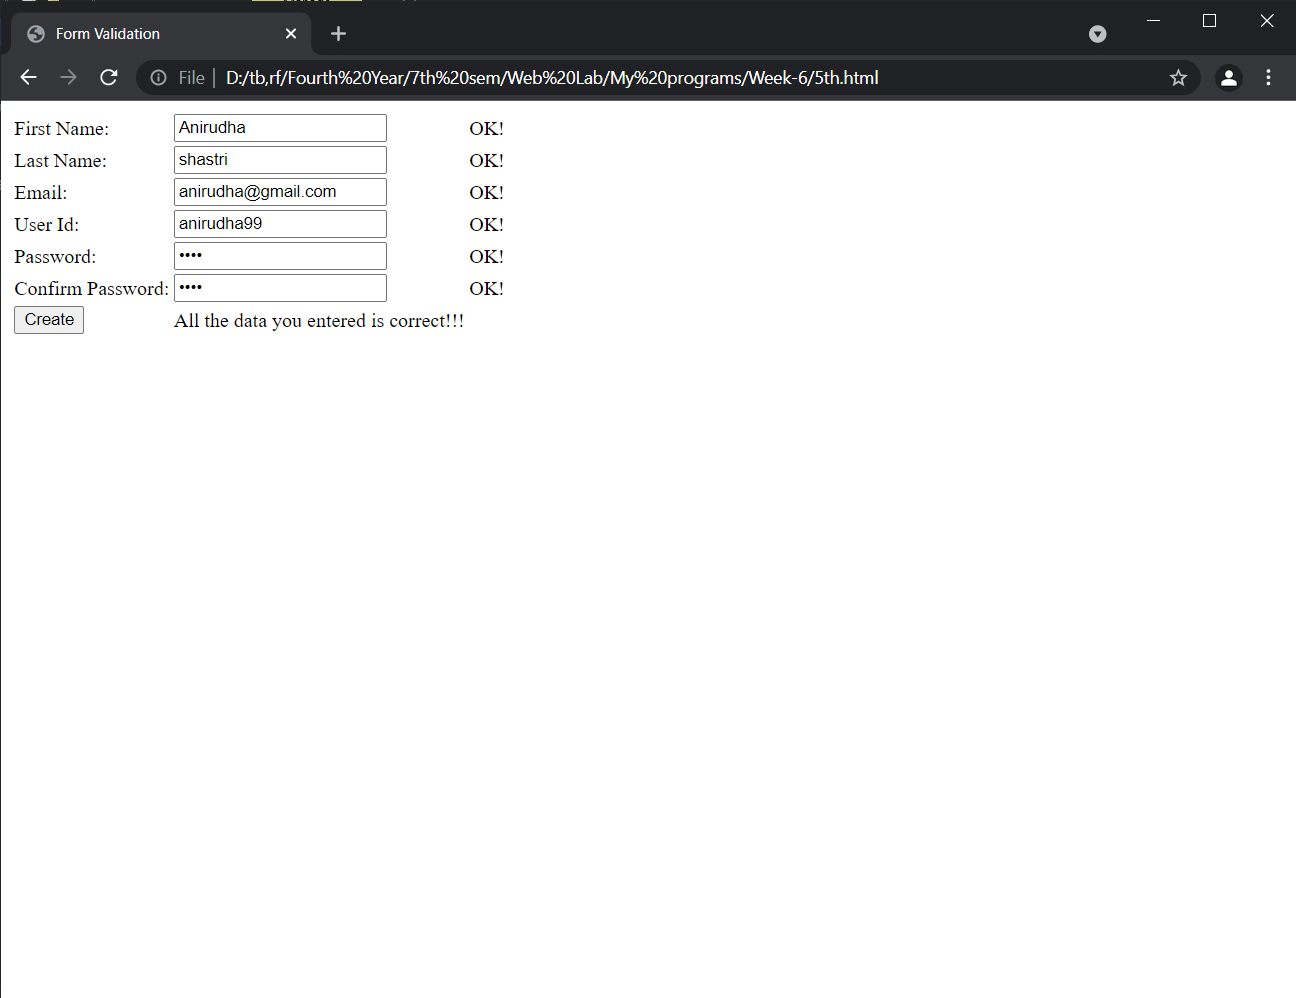 Form Validation
File | D:/tb,rf/Fourth%20Year/7th%20sem/Web%20Lab/My%20programs/Week-6/5th.html
First Name: Anirudha OK!
Last Name: shastri OK!
Email: anirudha@gmail.com OK!
User Id: anirudha99 OK!
Password: •••• OK!
Confirm Password: •••• OK!
Create All the data you entered is correct!!!